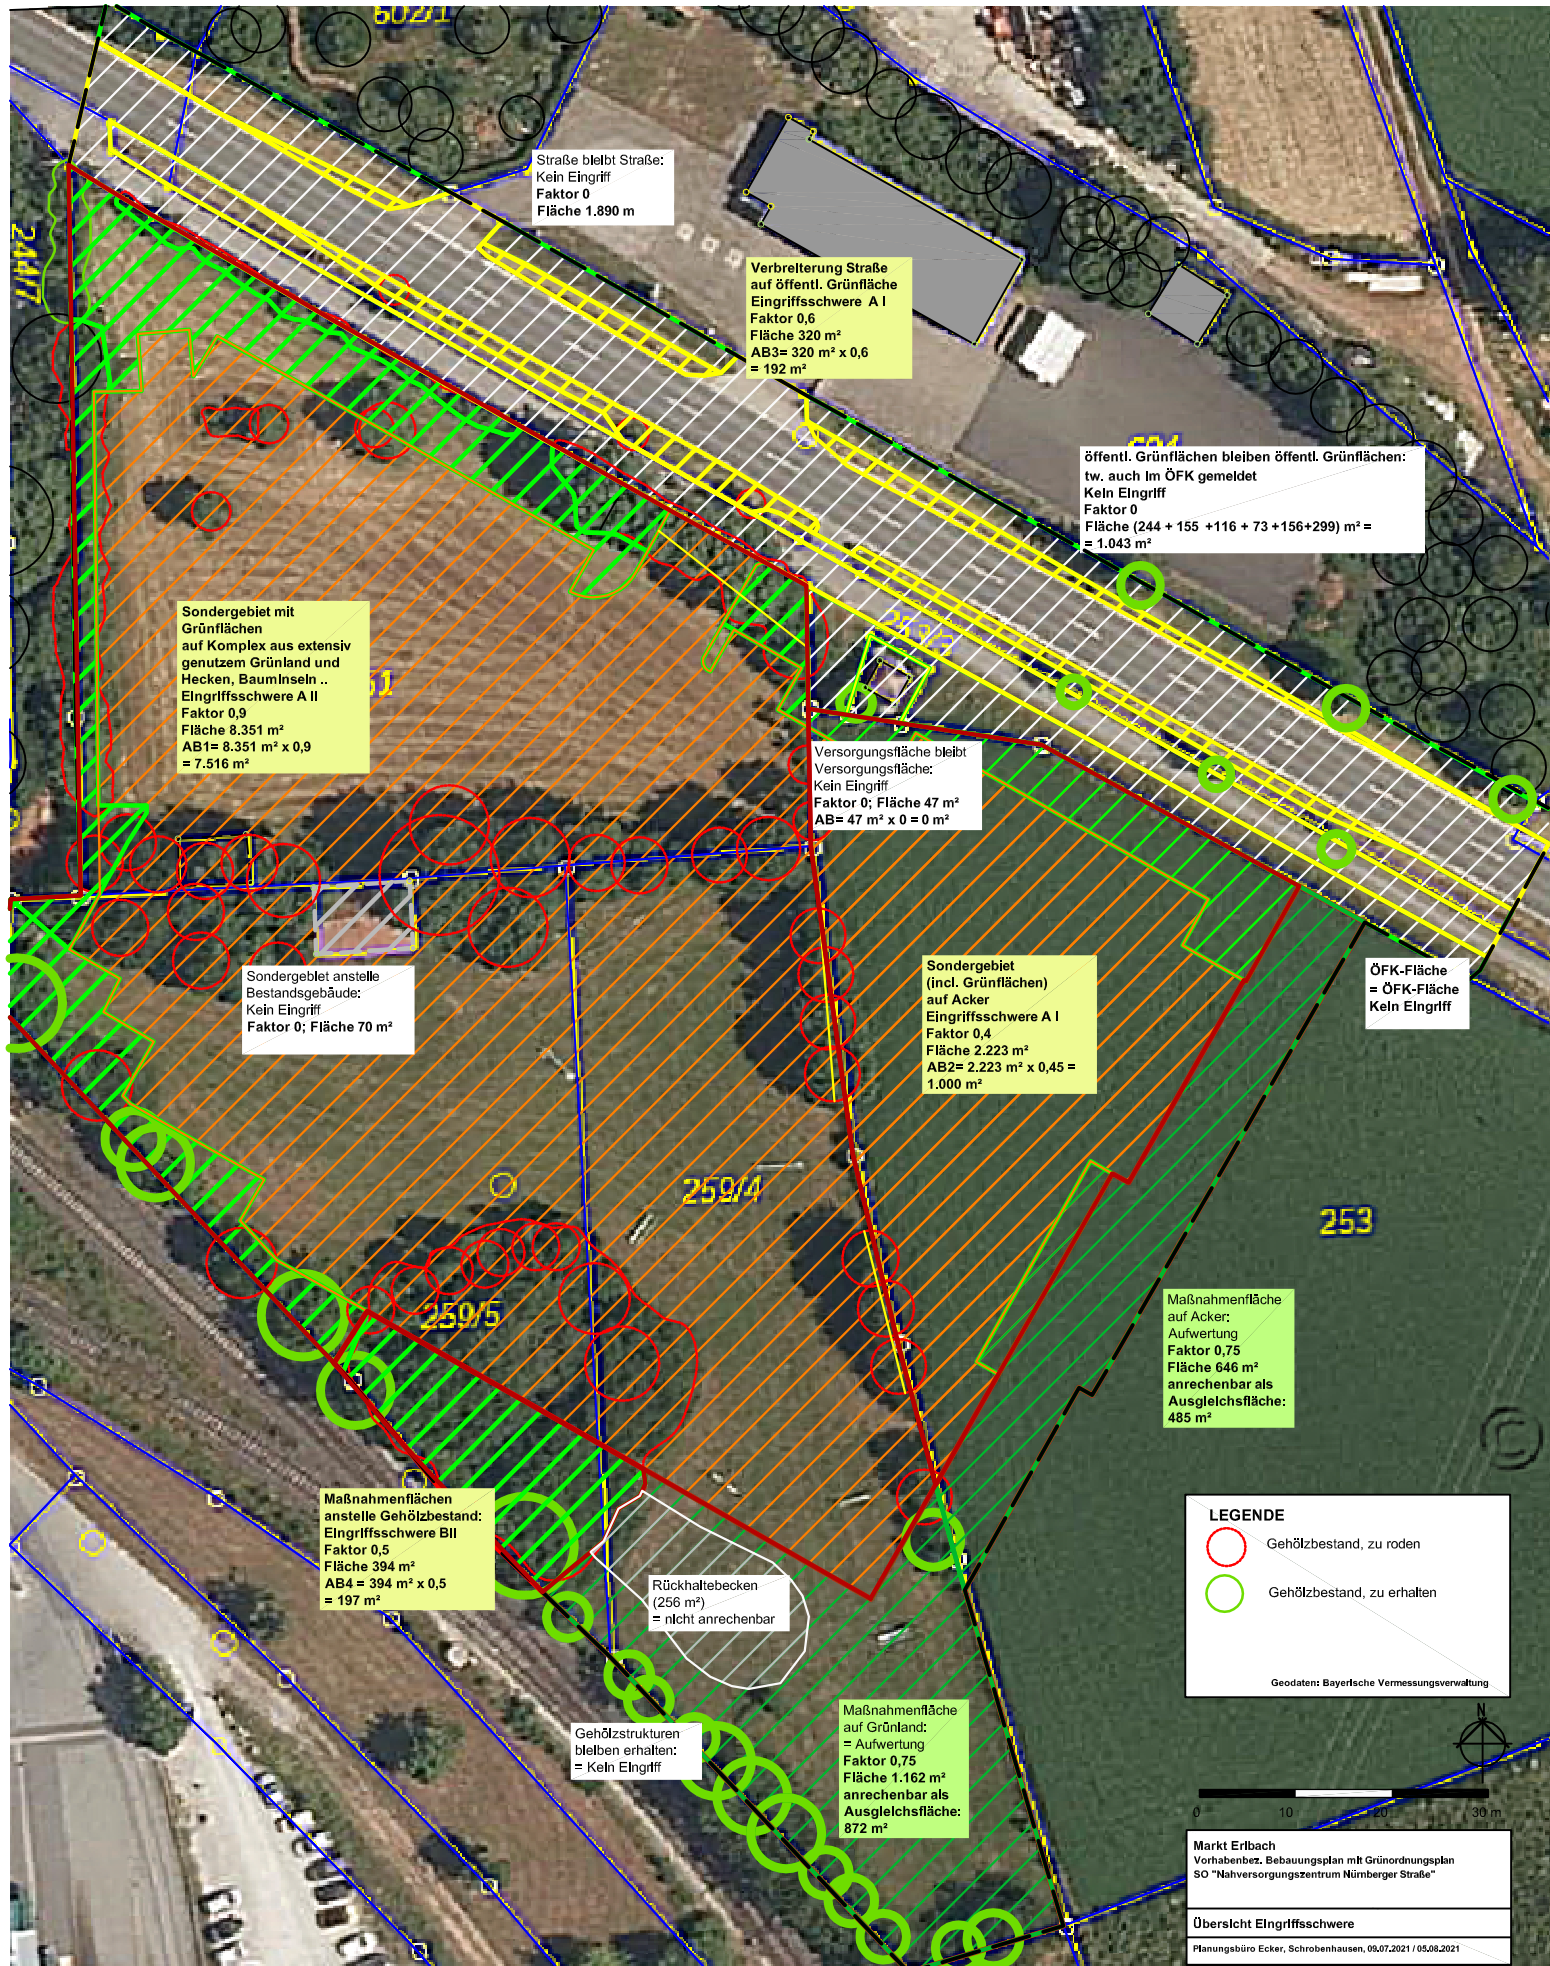 602/1
Straße bleibt Straße:
Kein Eingriff
Faktor 0
Fläche 1.890 m
244/7
Verbreiterung Straße
auf öffentl. Grünfläche
Eingriffsschwere A I
Faktor 0,6
Fläche 320 m²
AB3= 320 m² x 0,6
= 192 m²
öffentl. Grünflächen bleiben öffentl. Grünflächen:
tw. auch im ÖFK gemeldet
Kein Eingriff
Faktor 0
Fläche (244 + 155 +116 + 73 +156+299) m² =
= 1.043 m²
Sondergebiet mit
Grünflächen
auf Komplex aus extensiv
genutzem Grünland und
Hecken, Bauminseln ..
Eingriffsschwere A II
Faktor 0,9
Fläche 8.351 m²
AB1= 8.351 m² x 0,9
= 7.516 m²
Versorgungsfläche bleibt
Versorgungsfläche:
Kein Eingriff
Faktor 0; Fläche 47 m²
AB= 47 m² x 0 = 0 m²
Sondergebiet anstelle
Bestandsgebäude:
Kein Eingriff
Faktor 0; Fläche 70 m²
Sondergebiet
(incl. Grünflächen)
auf Acker
Eingriffsschwere A I
Faktor 0,4
Fläche 2.223 m²
AB2= 2.223 m² x 0,45 =
1.000 m²
ÖFK-Fläche
= ÖFK-Fläche
Kein Eingriff
259/4
253
259/5
Maßnahmenfläche
auf Acker:
Aufwertung
Faktor 0,75
Fläche 646 m²
anrechenbar als
Ausgleichsfläche:
485 m²
©
Maßnahmenflächen
anstelle Gehölzbestand:
Eingriffsschwere BII
Faktor 0,5
Fläche 394 m²
AB4 = 394 m² x 0,5
= 197 m²
Rückhaltebecken
(256 m²)
= nicht anrechenbar
Gehölzstrukturen
bleiben erhalten:
= Kein Eingriff
Maßnahmenfläche
auf Grünland:
= Aufwertung
Faktor 0,75
Fläche 1.162 m²
anrechenbar als
Ausgleichsfläche:
872 m²
LEGENDE
Gehölzbestand, zu roden
Gehölzbestand, zu erhalten
Geodaten: Bayerische Vermessungsverwaltung
N
0 10 20 30 m
Markt Erlbach
Vorhabenbez. Bebauungsplan mit Grünordnungsplan
SO "Nahversorgungszentrum Nürnberger Straße"
Übersicht Eingriffsschwere
Planungsbüro Ecker, Schrobenhausen, 09.07.2021 / 05.08.2021